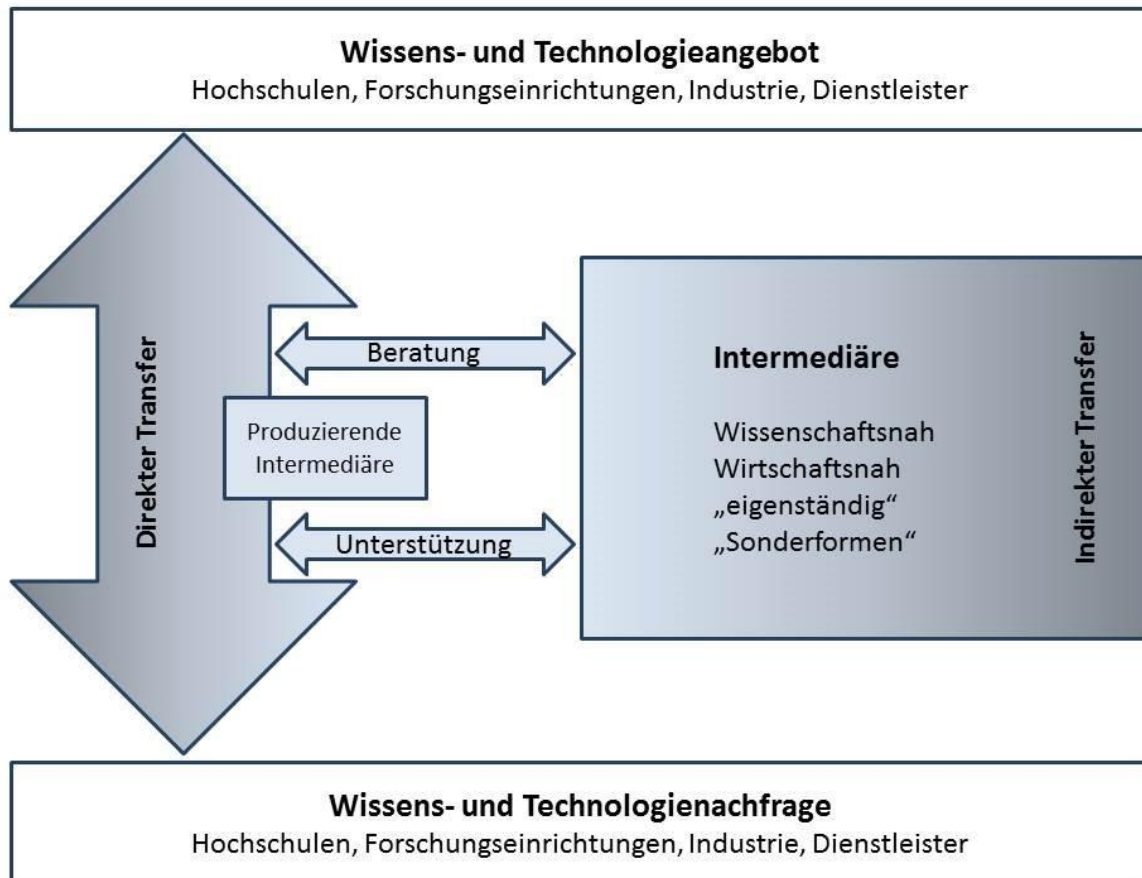 Wissens- und Technologieangebot
Hochschulen, Forschungseinrichtungen, Industrie, Dienstleister
Direkter Transfer
Beratung
Produzierende
Intermediäre
Unterstützung
Intermediäre
Wissenschaftsnah
Wirtschaftsnah
„eigenständig“
„Sonderformen“
Indirekter Transfer
Wissens- und Technologienachfrage
Hochschulen, Forschungseinrichtungen, Industrie, Dienstleister